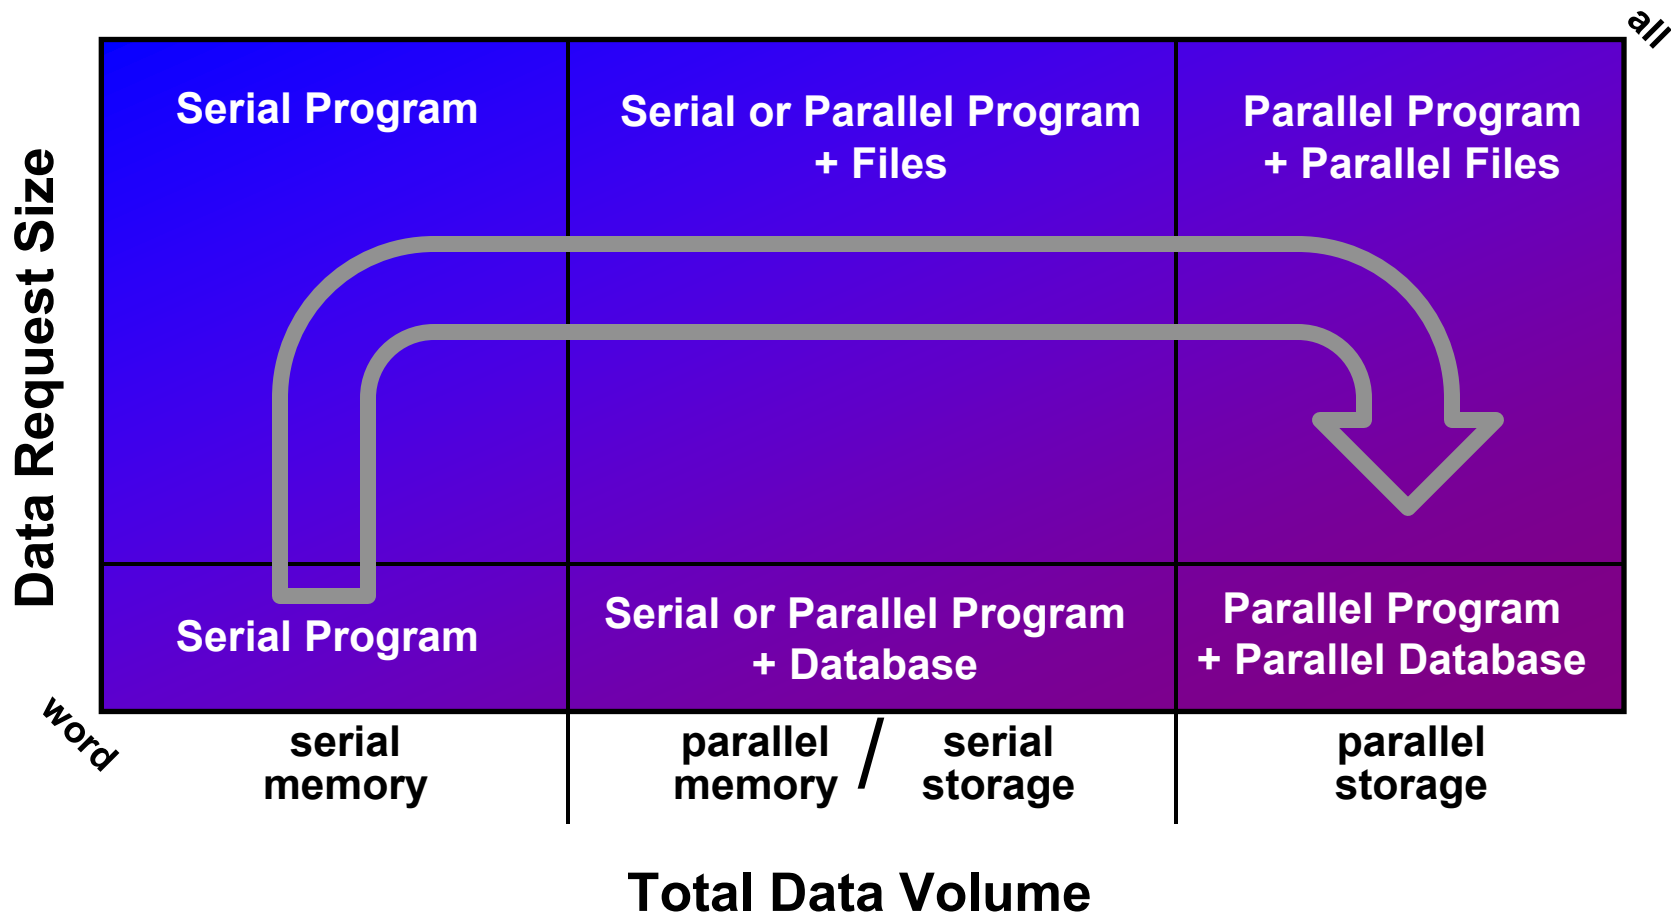 all
Data Request Size
Serial Program
Serial or Parallel Program
+ Files
Parallel Program
+ Parallel Files
Serial Program
Serial or Parallel Program
+ Database
Parallel Program
+ Parallel Database
word
serial
memory
parallel
memory
/
serial
storage
parallel
storage
Total Data Volume